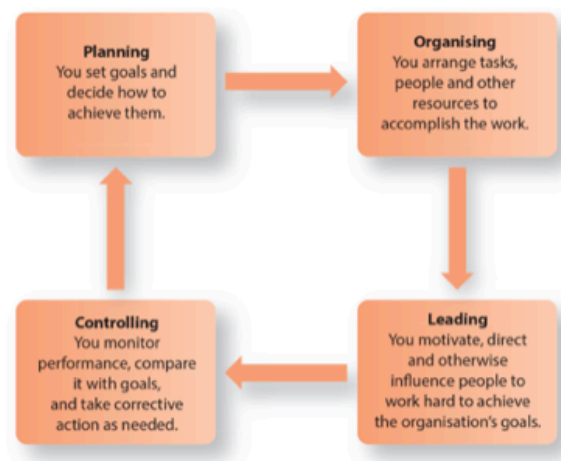 Planning
You set goals and
decide how to
achieve them.
Organising
You arrange tasks,
people and other
resources to
accomplish the work.
Controlling
You monitor
performance, compare
it with goals,
and take corrective
action as needed.
Leading
You motivate, direct
and otherwise
influence people to
work hard to achieve
the organisation's goals.